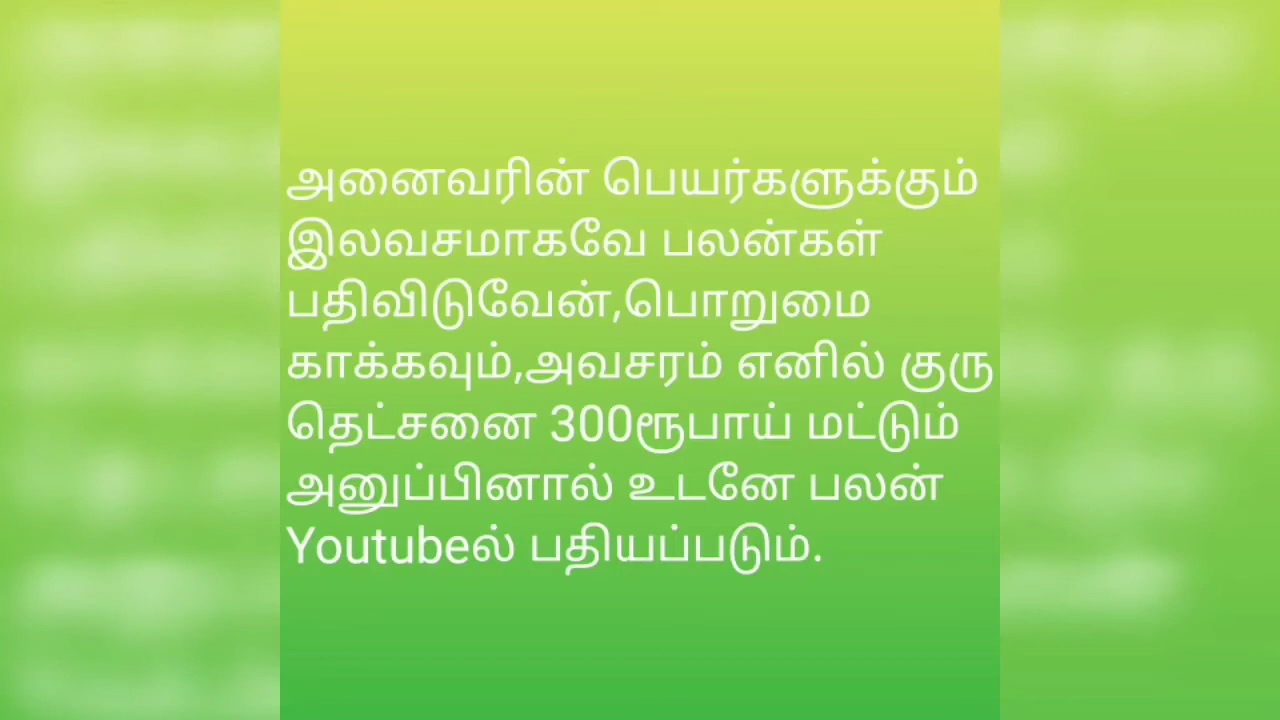 அனைவரின் பெயர்களுக்கும்
இலவசமாகவே பலன்கள்
பதிவிடுவேன்,பொறுமை
காக்கவும்,அவசரம் எனில் குரு
தெட்சனை 300ரூபாய் மட்டும்
அனுப்பினால் உடனே பலன்
Youtubeல் பதியப்படும்.